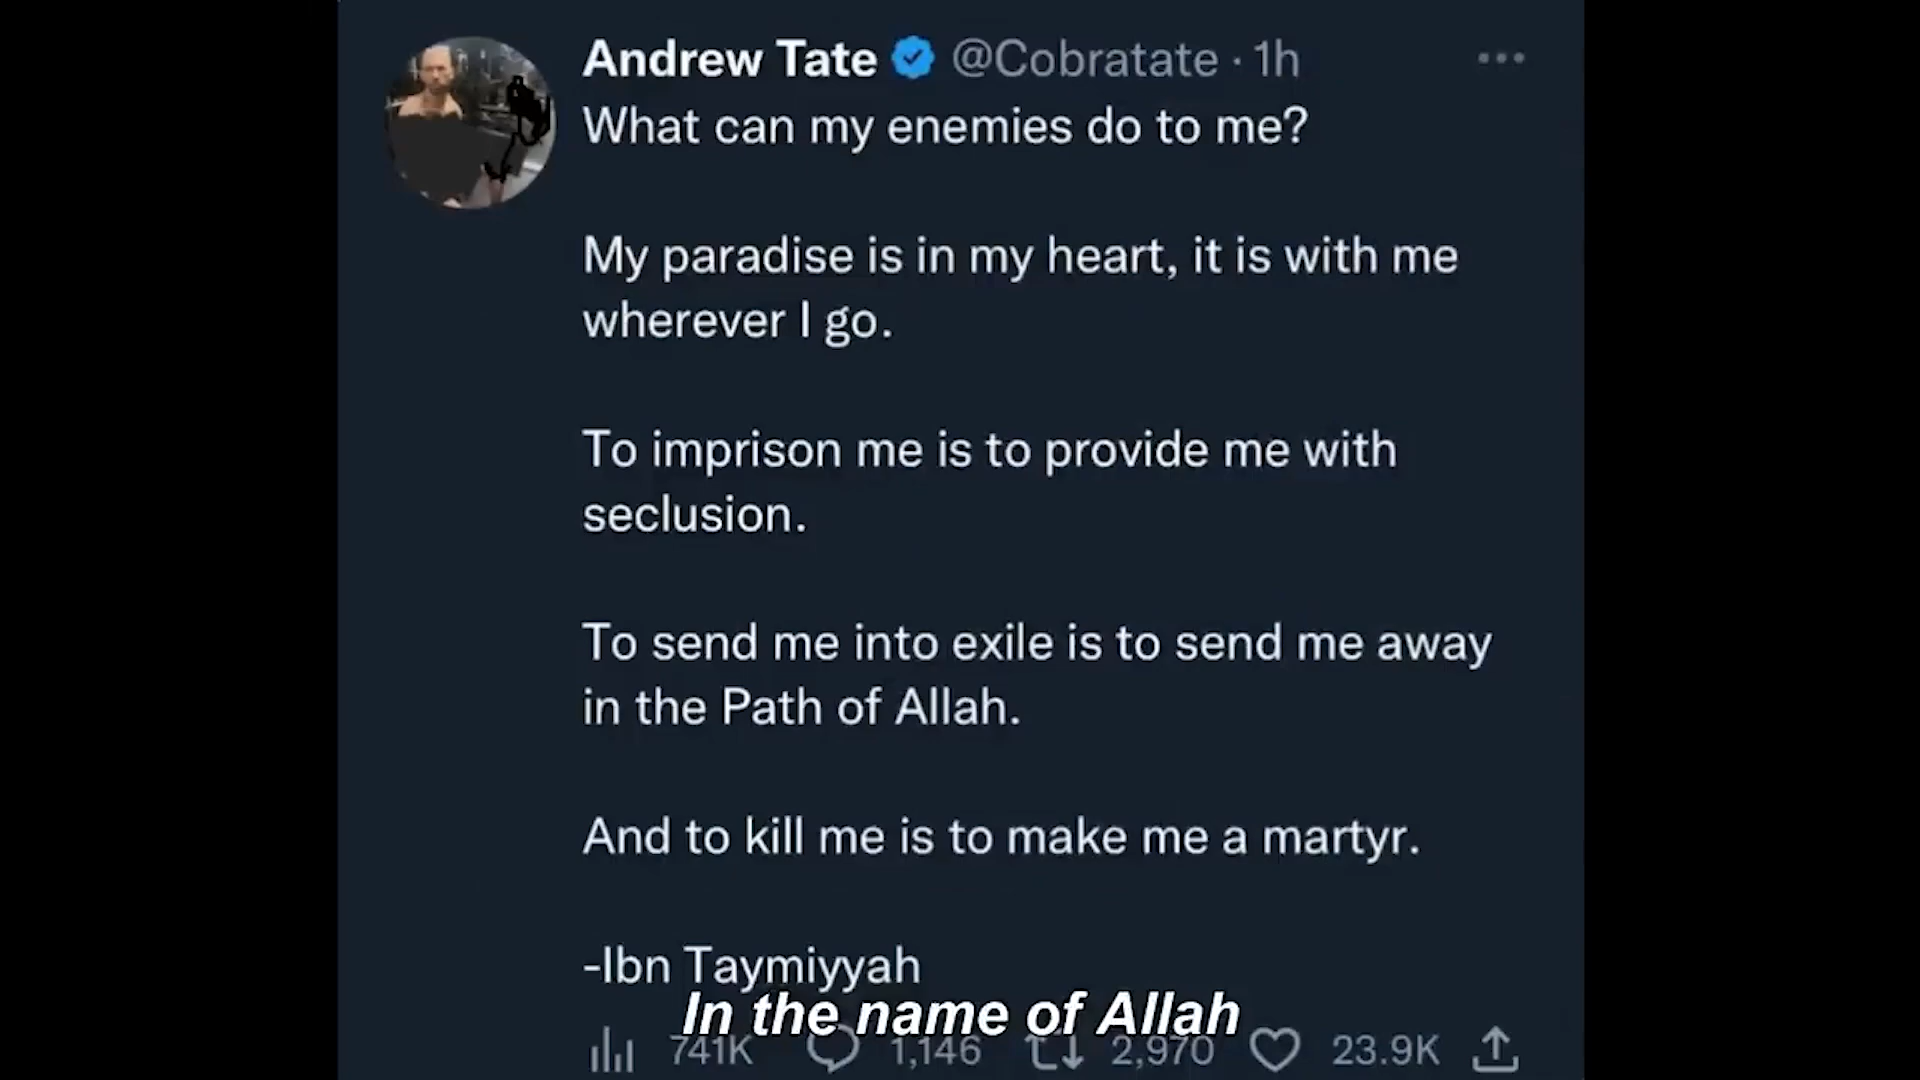 Andrew Tate @Cobratate · 1h
What can my enemies do to me?
My paradise is in my heart, it is with me
wherever I go.
To imprison me is to provide me with
seclusion.
To send me into exile is to send me away
in the Path of Allah.
And to kill me is to make me a martyr.
-Ibn Taymiyyah
In the name of Allah
741K 1,146 2,970 23.9K